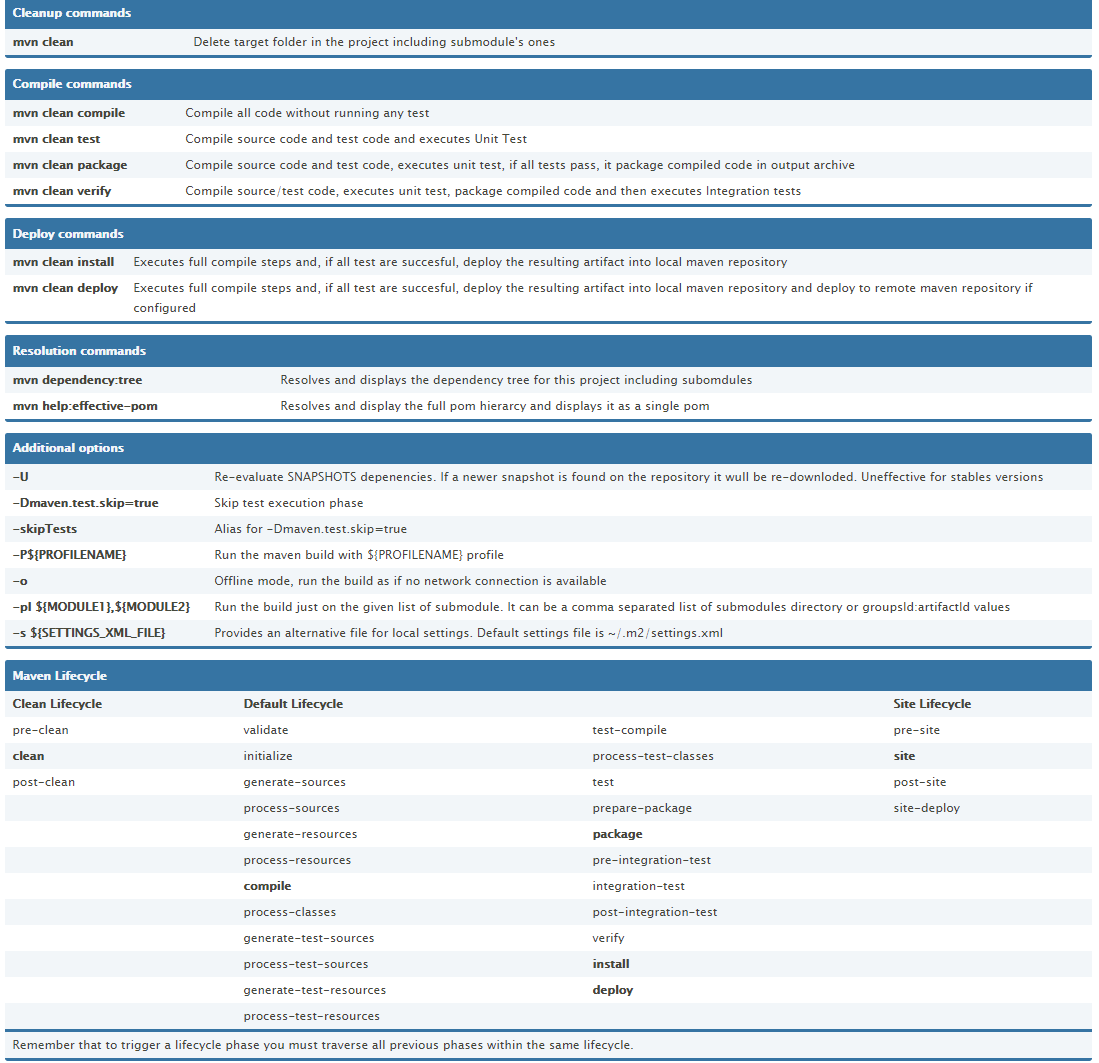 Cleanup commands
mvn clean Delete target folder in the project including submodule's ones
Compile commands
mvn clean compile Compile all code without running any test
mvn clean test Compile source code and test code and executes Unit Test
mvn clean package Compile source code and test code, executes unit test, if all tests pass, it package compiled code in output archive
mvn clean verify Compile source/test code, executes unit test, package compiled code and then executes Integration tests
Deploy commands
mvn clean install Executes full compile steps and, if all test are succesful, deploy the resulting artifact into local maven repository
mvn clean deploy Executes full compile steps and, if all test are succesful, deploy the resulting artifact into local maven repository and deploy to remote maven repository if
configured
Resolution commands
mvn dependency:tree Resolves and displays the dependency tree for this project including subomdules
mvn help:effective-pom Resolves and display the full pom hierarcy and displays it as a single pom
Additional options
-U Re-evaluate SNAPSHOTS depenencies. If a newer snapshot is found on the repository it wull be re-downloded. Uneffective for stables versions
-Dmaven.test.skip=true Skip test execution phase
-skipTests Alias for -Dmaven.test.skip=true
-P${PROFILENAME} Run the maven build with ${PROFILENAME} profile
-o Offline mode, run the build as if no network connection is available
-pl ${MODULE1},${MODULE2} Run the build just on the given list of submodule. It can be a comma separated list of submodules directory or groupsId:artifactId values
-s ${SETTINGS_XML_FILE} Provides an alternative file for local settings. Default settings file is ~/.m2/settings.xml
Maven Lifecycle
Clean Lifecycle Default Lifecycle Site Lifecycle
pre-clean validate test-compile pre-site
clean initialize process-test-classes site
post-clean generate-sources test post-site
process-sources prepare-package site-deploy
generate-resources package
process-resources pre-integration-test
compile integration-test
process-classes post-integration-test
generate-test-sources verify
process-test-sources install
generate-test-resources deploy
process-test-resources
Remember that to trigger a lifecycle phase you must traverse all previous phases within the same lifecycle.